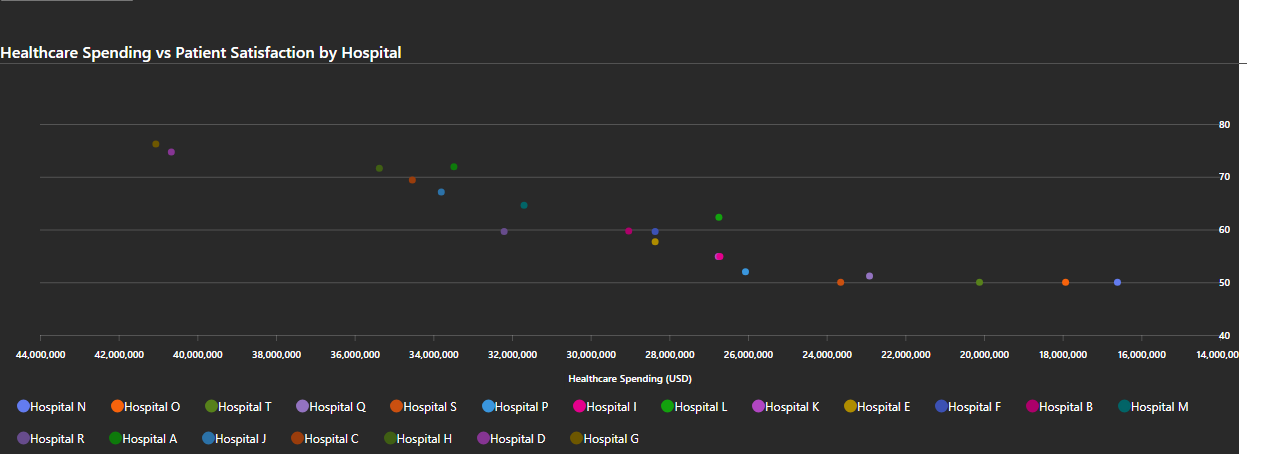 Healthcare Spending vs Patient Satisfaction by Hospital
80
70
60
50
40
44,000,000 42,000,000 40,000,000 38,000,000 36,000,000 34,000,000 32,000,000 30,000,000 28,000,000 26,000,000 24,000,000 22,000,000 20,000,000 18,000,000 16,000,000 14,000,00
Healthcare Spending (USD)
Hospital N Hospital O Hospital T Hospital Q Hospital S Hospital P Hospital I Hospital L Hospital K Hospital E Hospital F Hospital B Hospital M
Hospital R Hospital A Hospital J Hospital C Hospital H Hospital D Hospital G